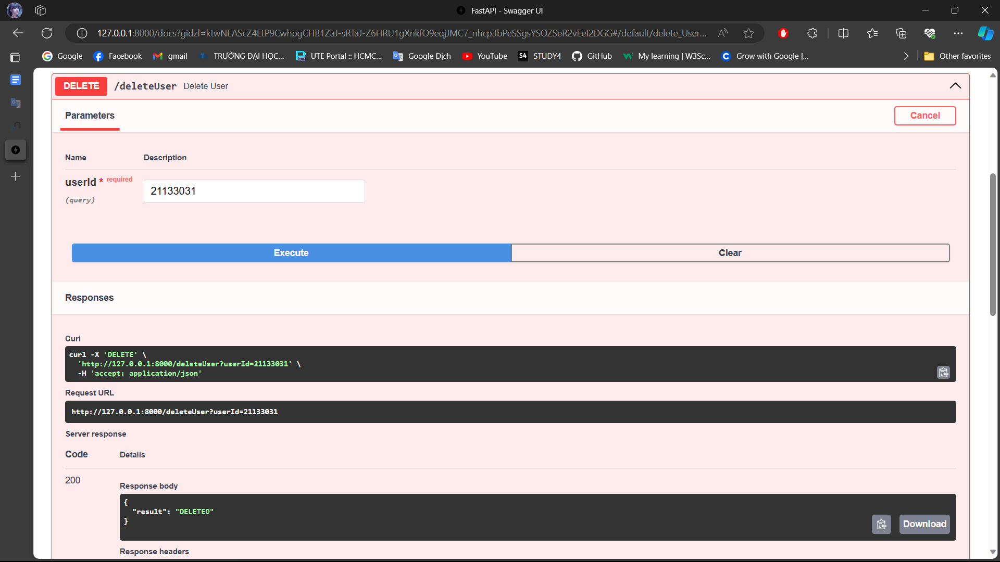 FastAPI - Swagger UI
127.0.0.1:8000/docs?gidzl=ktwNEAScZ4EtP9CwhpgCHB1ZaJ-sRTaJ-Z6HRU1gXnkfO9eqjJMC7_nhcp3bPeSSgsYSOZSeR2vEel2DGG#/default/delete_User...
Google
Facebook
gmail
TRƯỜNG ĐẠI HỌC...
UTE Portal :: HCMC...
Google Dịch
YouTube
S4 STUDY4
GitHub
My learning | W3Sc...
Grow with Google |...
Other favorites
DELETE /deleteUser Delete User
Parameters
Cancel
Name Description
userId * required
(query)
21133031
Execute
Clear
Responses
Curl
curl -X 'DELETE' \
'http://127.0.0.1:8000/deleteUser?userId=21133031' \
-H 'accept: application/json'
Request URL
http://127.0.0.1:8000/deleteUser?userId=21133031
Server response
Code Details
200
Response body
{
"result": "DELETED"
}
Download
Response headers